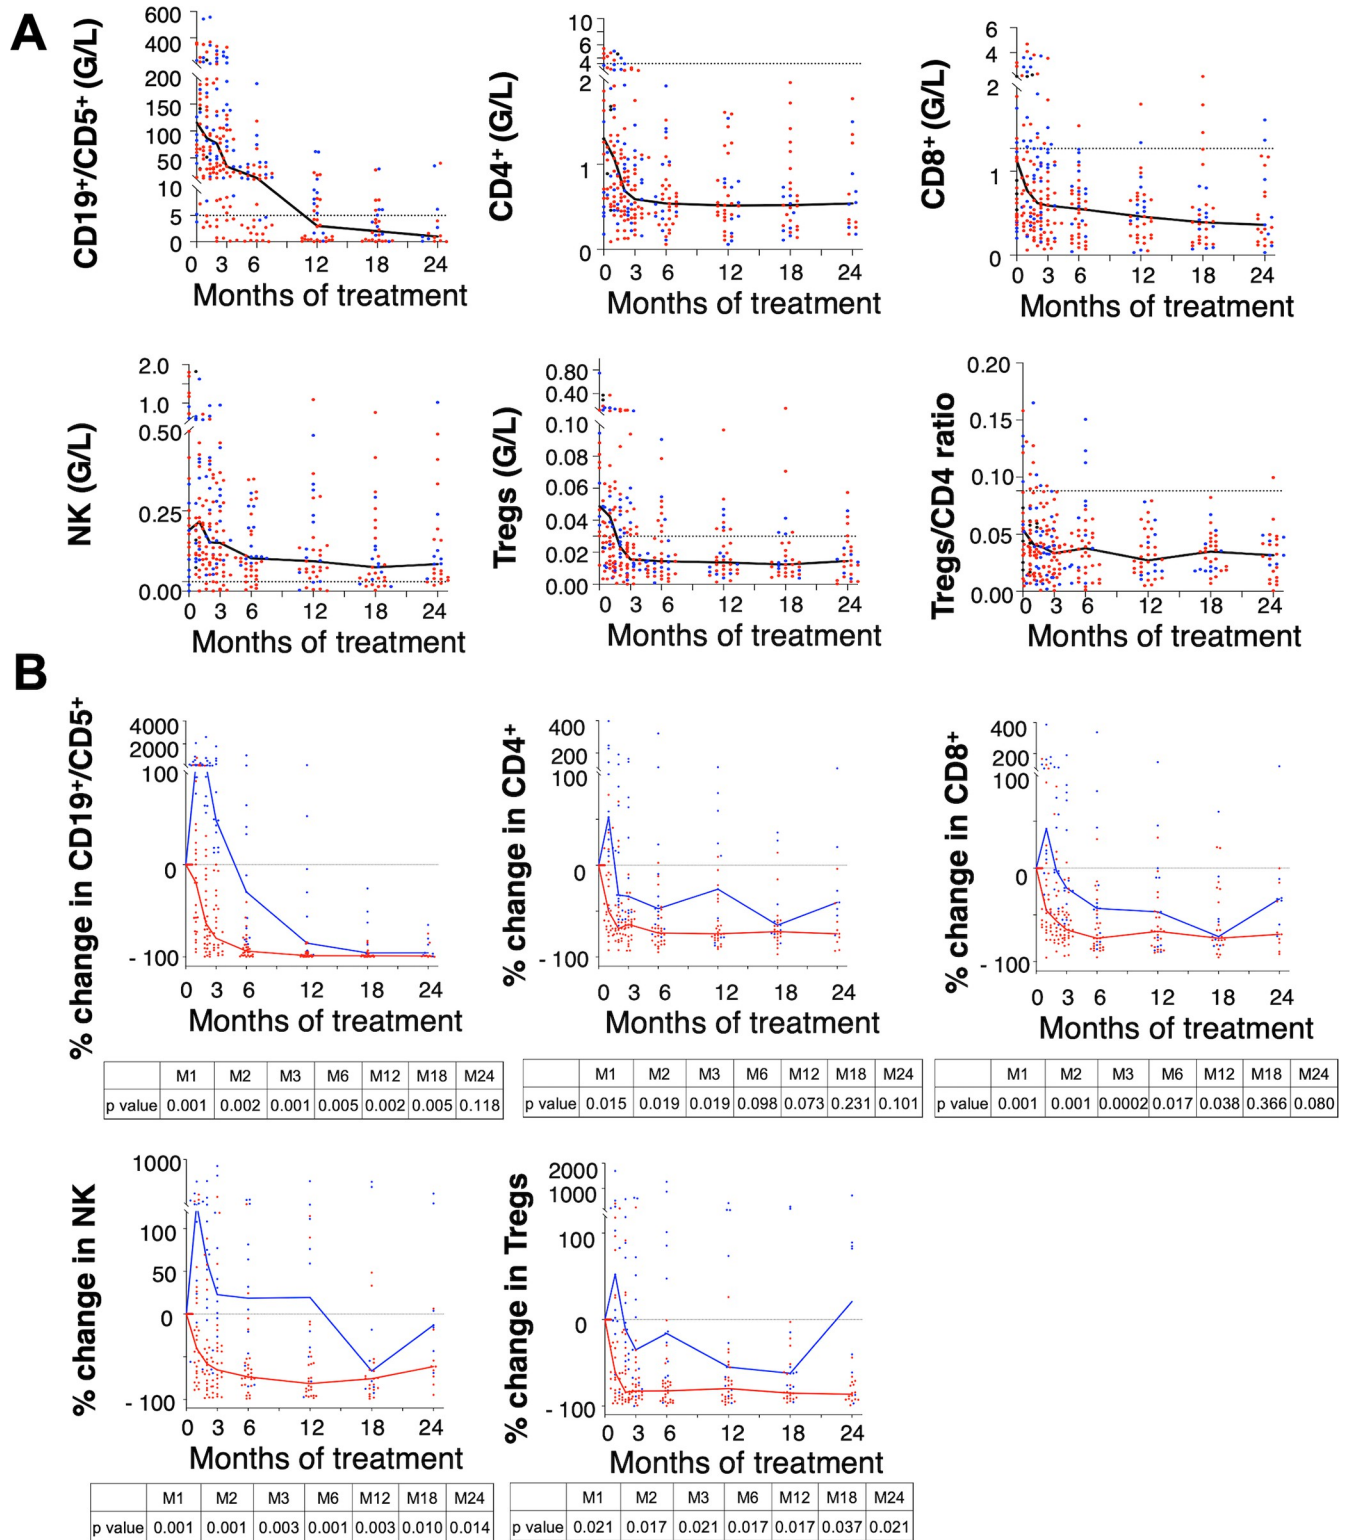 A
CD19+/CD5+ (G/L)
600
400
200
150
100
50
10
5
0
0 3 6 12 18 24
Months of treatment
CD4+ (G/L)
10
6
4
2
1
0
0 3 6 12 18 24
Months of treatment
CD8+ (G/L)
6
4
2
1
0
0 3 6 12 18 24
Months of treatment
NK (G/L)
2.0
1.0
0.50
0.25
0.00
0 3 6 12 18 24
Months of treatment
Tregs (G/L)
0.80
0.40
0.10
0.08
0.06
0.04
0.02
0.00
0 3 6 12 18 24
Months of treatment
Tregs/CD4 ratio
0.20
0.15
0.10
0.05
0.00
0 3 6 12 18 24
Months of treatment
B
% change in CD19+/CD5+
4000
2000
100
0
- 100
0 3 6 12 18 24
Months of treatment
M1 M2 M3 M6 M12 M18 M24
p value 0.001 0.002 0.001 0.005 0.002 0.005 0.118
% change in CD4+
400
200
100
0
- 100
0 3 6 12 18 24
Months of treatment
M1 M2 M3 M6 M12 M18 M24
p value 0.015 0.019 0.019 0.098 0.073 0.231 0.101
% change in CD8+
400
200
100
0
- 100
0 3 6 12 18 24
Months of treatment
M1 M2 M3 M6 M12 M18 M24
p value 0.001 0.001 0.0002 0.017 0.038 0.366 0.080
% change in NK
1000
100
50
0
- 100
0 3 6 12 18 24
Months of treatment
M1 M2 M3 M6 M12 M18 M24
p value 0.001 0.001 0.003 0.001 0.003 0.010 0.014
% change in Tregs
2000
1000
100
0
- 100
0 3 6 12 18 24
Months of treatment
M1 M2 M3 M6 M12 M18 M24
p value 0.021 0.017 0.021 0.017 0.017 0.037 0.021